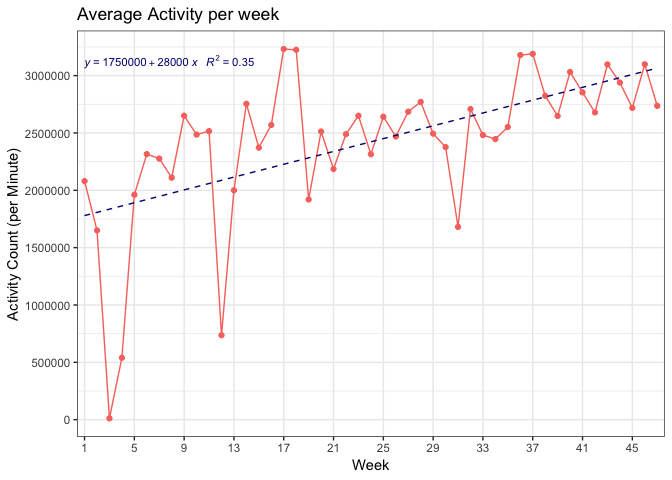 Average Activity per week
y = 1750000 + 28000 x   R² = 0.35
Activity Count (per Minute)
3000000
2500000
2000000
1500000
1000000
500000
0
1 5 9 13 17 21 25 29 33 37 41 45
Week